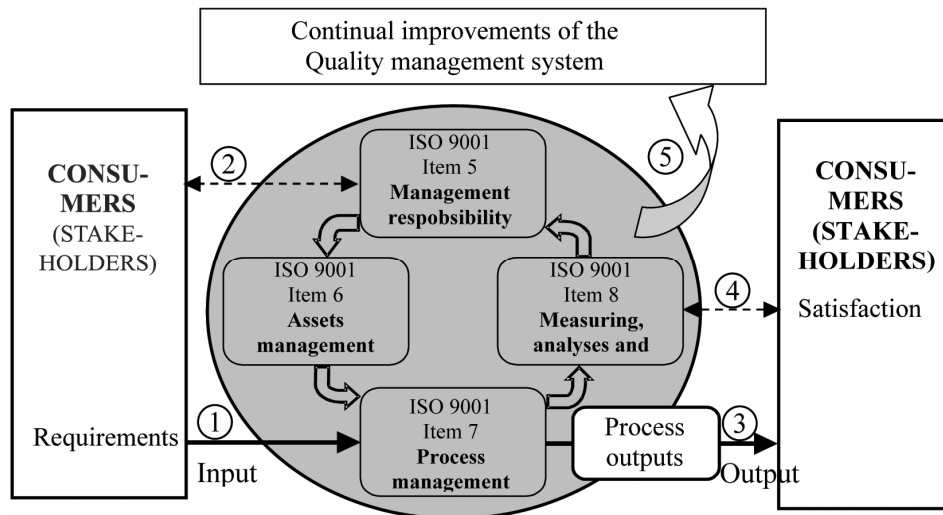 Continual improvements of the
Quality management system
CONSU-
MERS
(STAKE-
HOLDERS)
Requirements
1
Input
2
ISO 9001
Item 5
Management
respobsibility
ISO 9001
Item 6
Assets
management
ISO 9001
Item 8
Measuring,
analyses and
ISO 9001
Item 7
Process
management
Process
outputs
5
4
3
Output
CONSU-
MERS
(STAKE-
HOLDERS)
Satisfaction